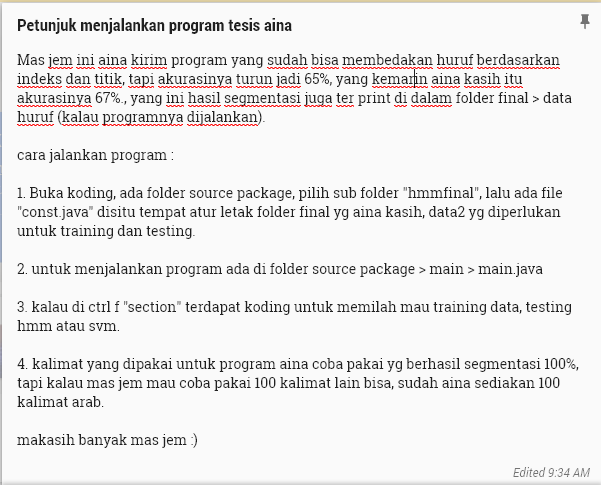 Petunjuk menjalankan program tesis aina
Mas jem ini aina kirim program yang sudah bisa membedakan huruf berdasarkan
indeks dan titik, tapi akurasinya turun jadi 65%, yang kemarin aina kasih itu
akurasinya 67%., yang ini hasil segmentasi juga ter print di dalam folder final > data
huruf (kalau programnya dijalankan).
cara jalankan program :
1. Buka koding, ada folder source package, pilih sub folder "hmmfinal", lalu ada file
"const.java" disitu tempat atur letak folder final yg aina kasih, data2 yg diperlukan
untuk training dan testing.
2. untuk menjalankan program ada di folder source package > main > main.java
3. kalau di ctrl f "section" terdapat koding untuk memilah mau training data, testing
hmm atau svm.
4. kalimat yang dipakai untuk program aina coba pakai yg berhasil segmentasi 100%,
tapi kalau mas jem mau coba pakai 100 kalimat lain bisa, sudah aina sediakan 100
kalimat arab.
makasih banyak mas jem :)
Edited 9:34 AM